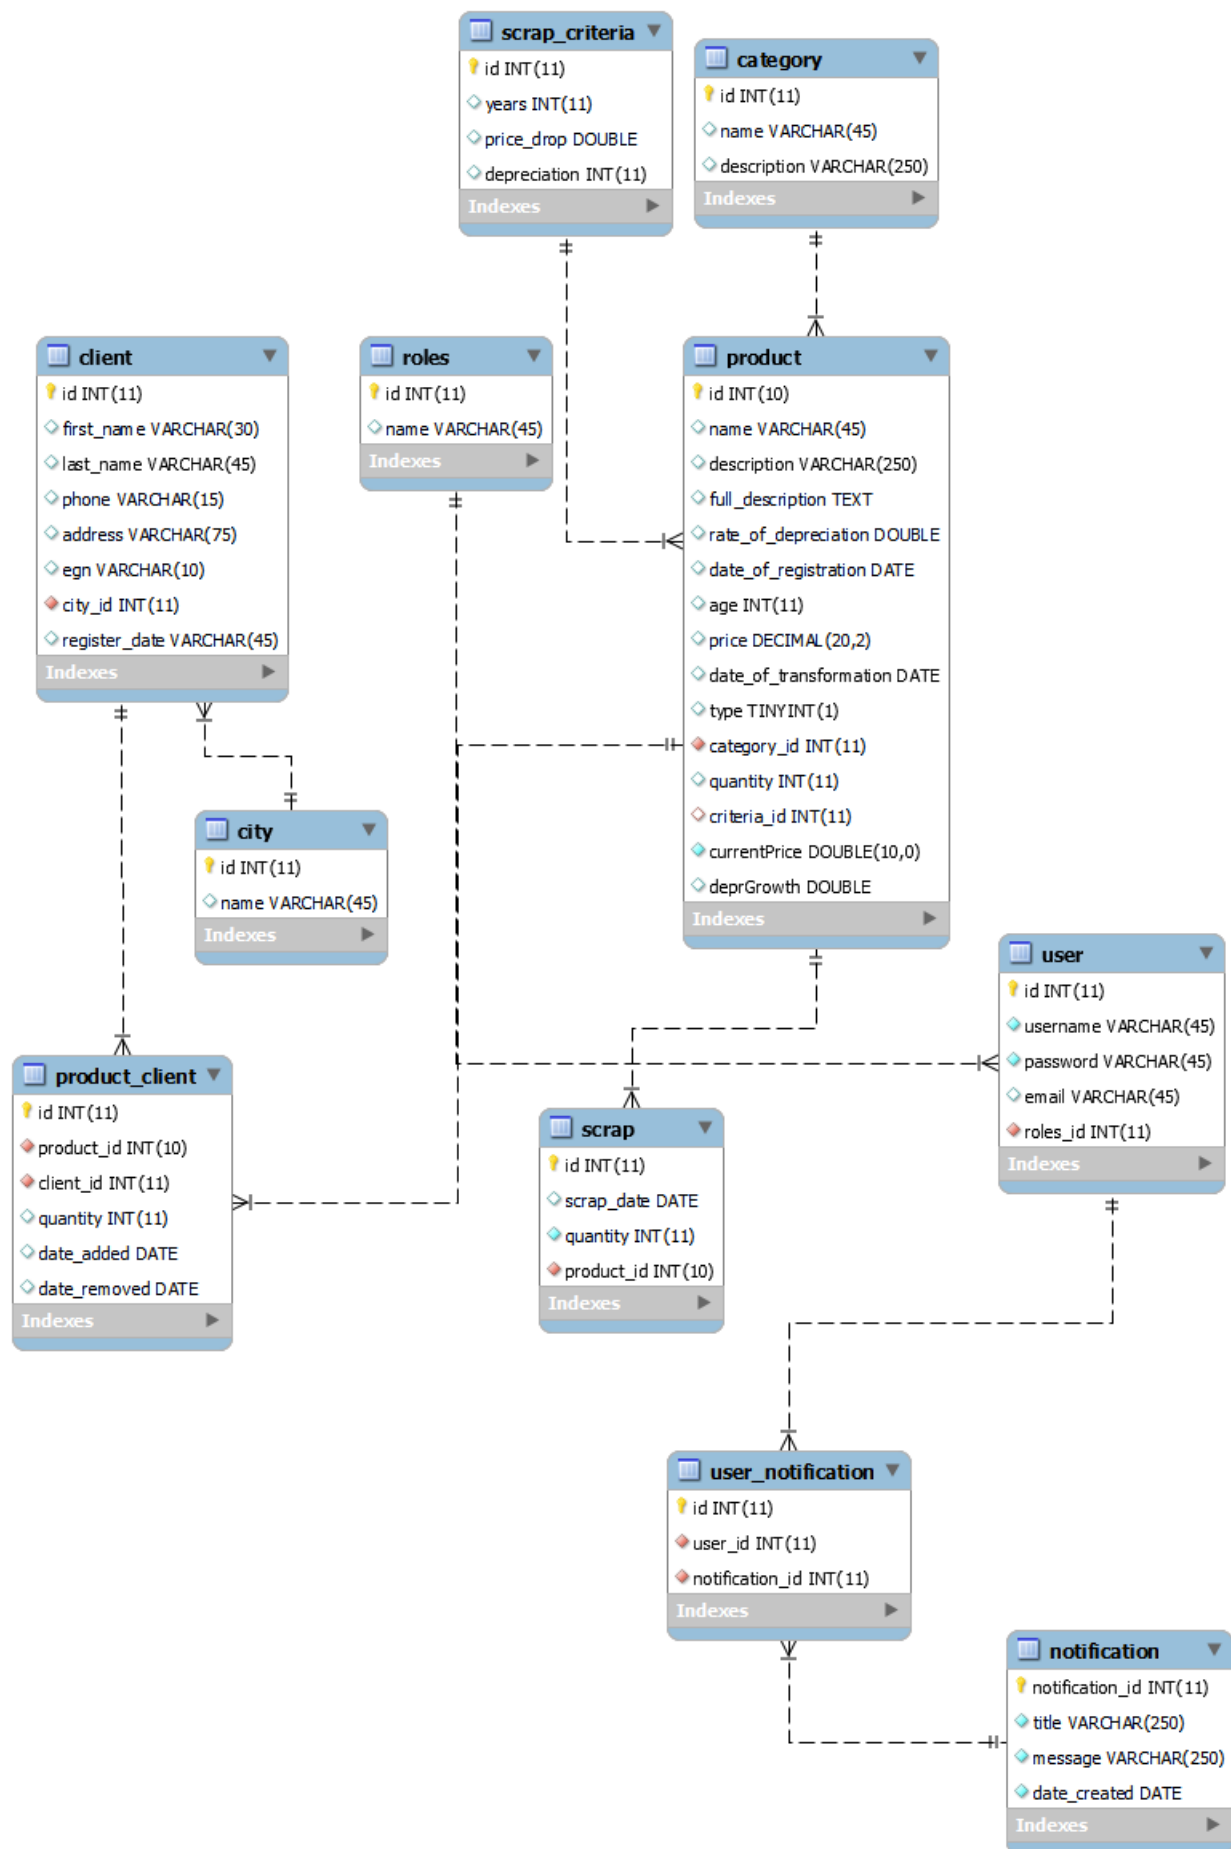 scrap_criteria
id INT(11)
years INT(11)
price_drop DOUBLE
depreciation INT(11)
Indexes
category
id INT(11)
name VARCHAR(45)
description VARCHAR(250)
Indexes
client
id INT(11)
first_name VARCHAR(30)
last_name VARCHAR(45)
phone VARCHAR(15)
address VARCHAR(75)
egn VARCHAR(10)
city_id INT(11)
register_date VARCHAR(45)
Indexes
roles
id INT(11)
name VARCHAR(45)
Indexes
product
id INT(10)
name VARCHAR(45)
description VARCHAR(250)
full_description TEXT
rate_of_depreciation DOUBLE
date_of_registration DATE
age INT(11)
price DECIMAL(20,2)
date_of_transformation DATE
type TINYINT(1)
category_id INT(11)
quantity INT(11)
criteria_id INT(11)
currentPrice DOUBLE(10,0)
deprGrowth DOUBLE
Indexes
city
id INT(11)
name VARCHAR(45)
Indexes
user
id INT(11)
username VARCHAR(45)
password VARCHAR(45)
email VARCHAR(45)
roles_id INT(11)
Indexes
product_client
id INT(11)
product_id INT(10)
client_id INT(11)
quantity INT(11)
date_added DATE
date_removed DATE
Indexes
scrap
id INT(11)
scrap_date DATE
quantity INT(11)
product_id INT(10)
Indexes
user_notification
id INT(11)
user_id INT(11)
notification_id INT(11)
Indexes
notification
notification_id INT(11)
title VARCHAR(250)
message VARCHAR(250)
date_created DATE
Indexes